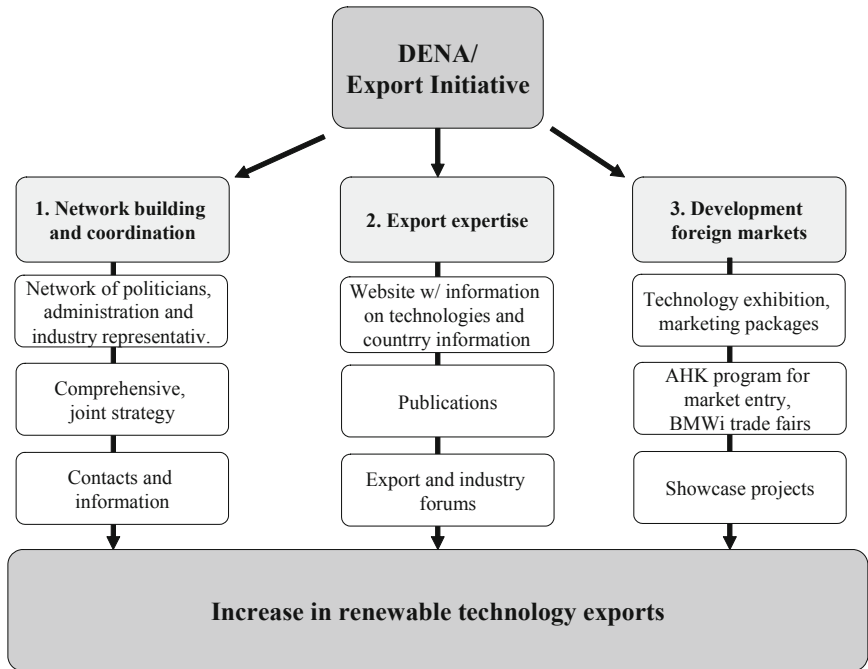 DENA/
Export Initiative
1. Network building
and coordination
Network of politicians,
administration and
industry representativ.
Comprehensive,
joint strategy
Contacts and
information
2. Export expertise
Website w/ information
on technologies and
countrry information
Publications
Export and industry
forums
3. Development
foreign markets
Technology exhibition,
marketing packages
AHK program for
market entry,
BMWi trade fairs
Showcase projects
Increase in renewable technology exports